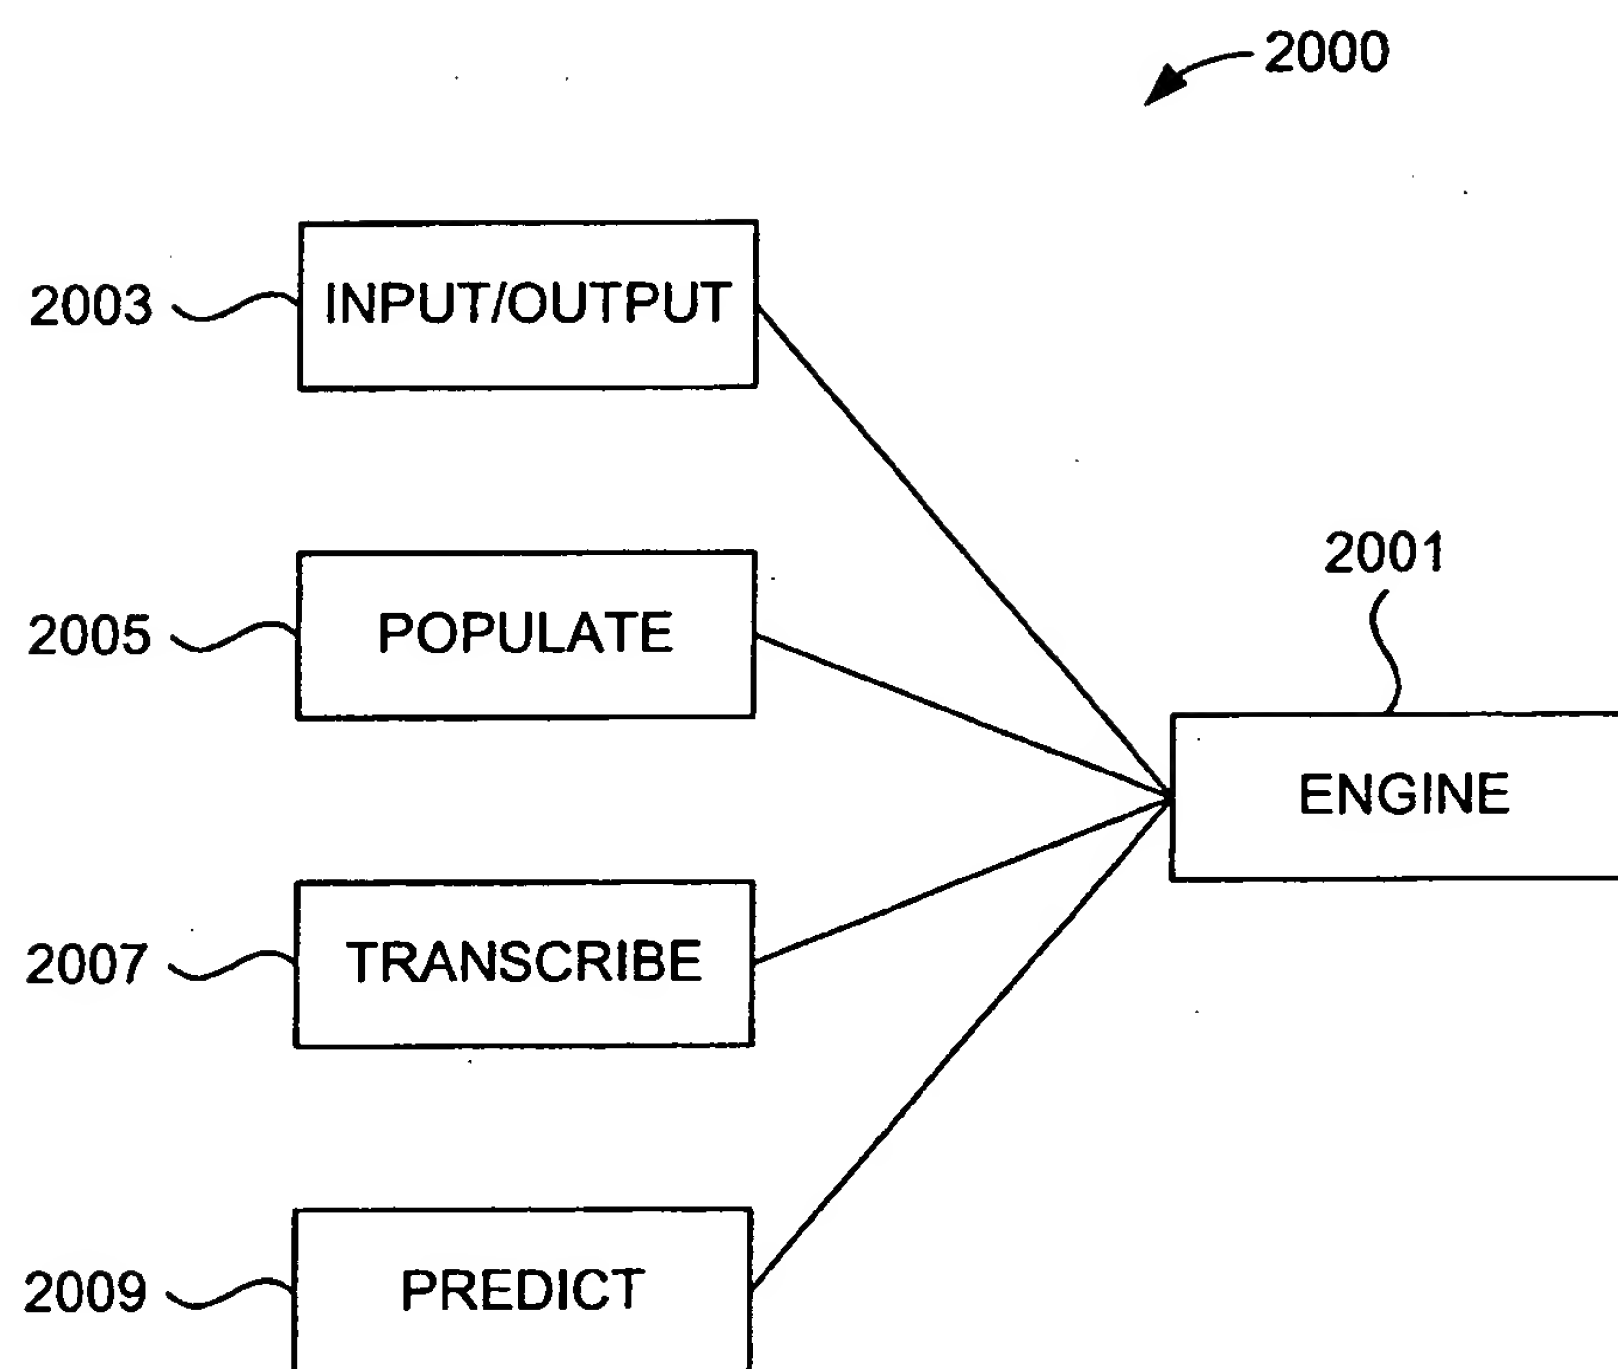 2000
2003 INPUT/OUTPUT
2001
2005 POPULATE
ENGINE
2007 TRANSCRIBE
2009 PREDICT